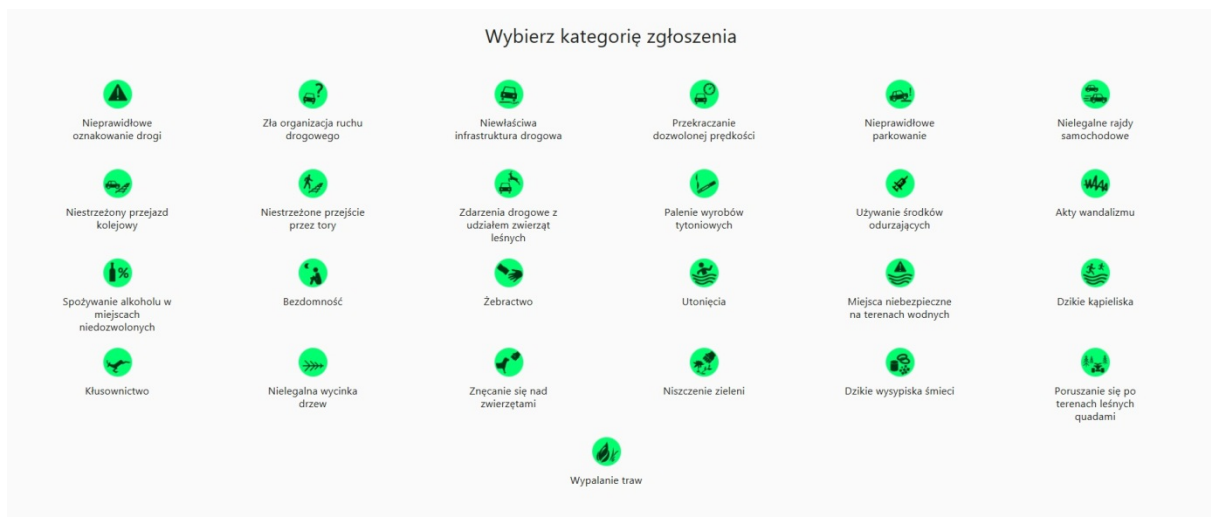 Wybierz kategorię zgłoszenia
Nieprawidłowe
oznakowanie drogi
Zła organizacja ruchu
drogowego
Niewłaściwa
infrastruktura drogowa
Przekraczanie
dozwolonej prędkości
Nieprawidłowe
parkowanie
Nielegalne rajdy
samochodowe
Niestrzeżony przejazd
kolejowy
Niestrzeżone przejście
przez tory
Zdarzenia drogowe z
udziałem zwierząt
leśnych
Palenie wyrobów
tytoniowych
Używanie środków
odurzających
Akty wandalizmu
Spożywanie alkoholu w
miejscach
niedozwolonych
Bezdomność
Żebractwo
Utonięcia
Miejsca niebezpieczne
na terenach wodnych
Dzikie kąpieliska
Kłusownictwo
Nielegalna wycinka
drzew
Znęcanie się nad
zwierzętami
Niszczenie zieleni
Dzikie wysypiska śmieci
Poruszanie się po
terenach leśnych
quadami
Wypalanie traw